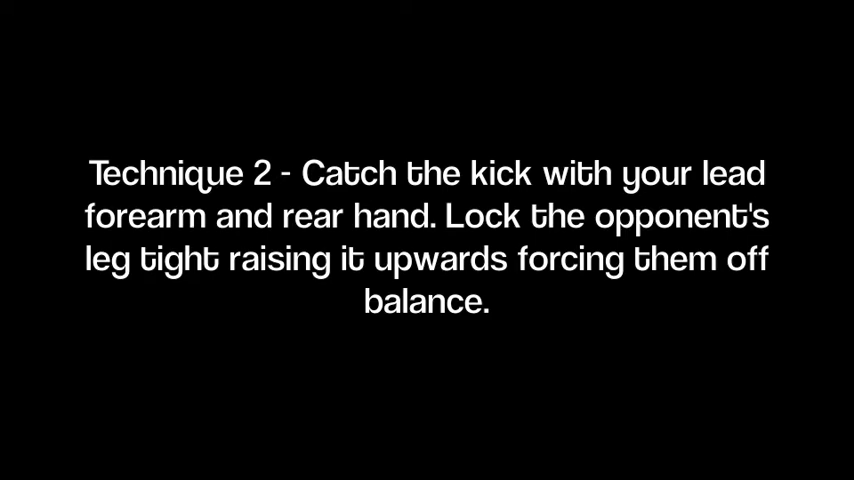 Technique 2 - Catch the kick with your lead
forearm and rear hand. Lock the opponent's
leg tight raising it upwards forcing them off
balance.